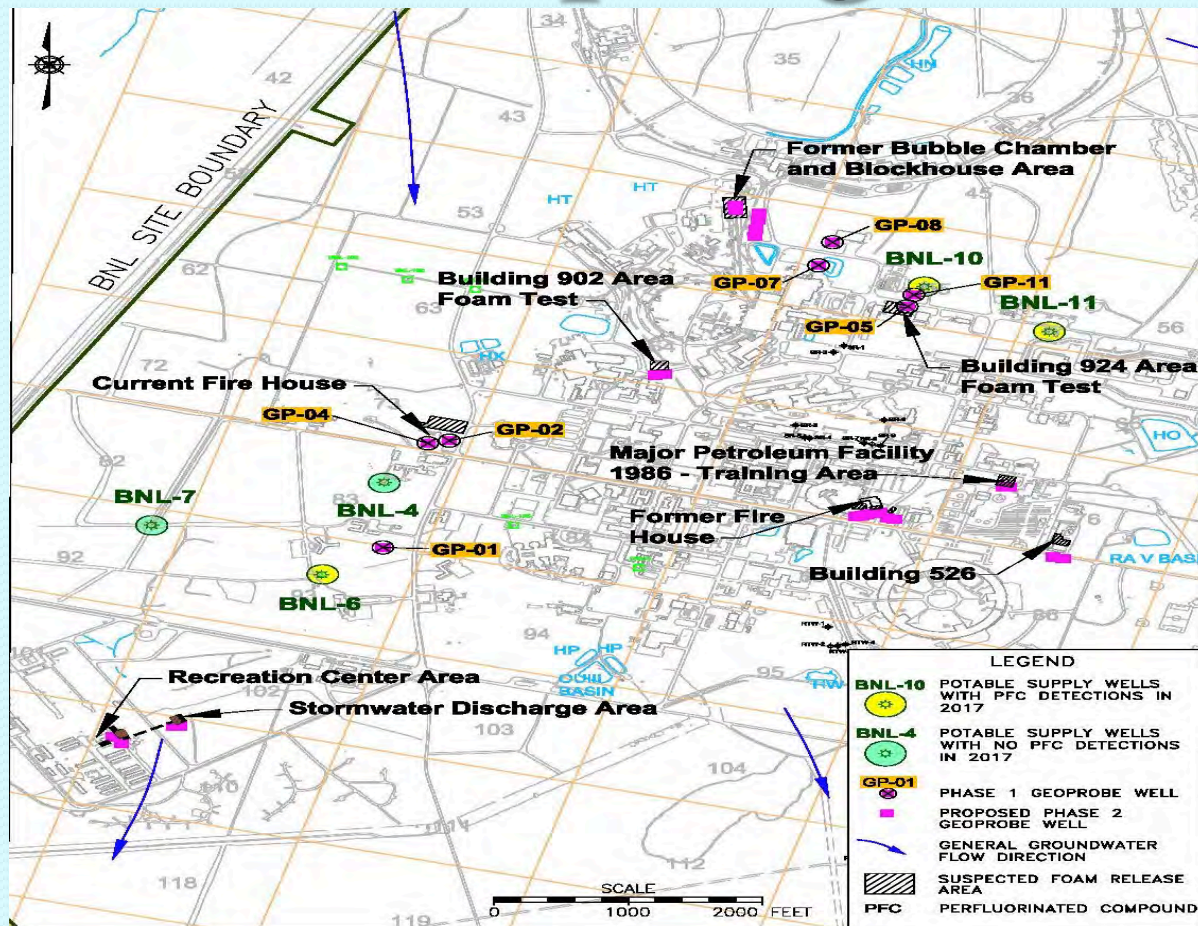 34
35
36
42
43
45
HN
BNL SITE BOUNDARY
Former Bubble Chamber
and Blockhouse Area
HT
HT
53
GP-08
62
BNL-10
63
Building 902 Area
Foam Test
GP-07
GP-11
BNL-11
GP-05
56
72
HX
Building 924 Area
Foam Test
Current Fire House
GP-04
GP-02
Major Petroleum Facility
1986 - Training Area
HO
82
83
BNL-7
BNL-4
Former Fire
House
92
GP-01
RA V BASI
Building 526
93
BNL-6
94
HP
HP
OU III
BASIN
95
Recreation Center Area
102
Stormwater Discharge Area
103
104
110
112
118
119
SCALE
0 1000 2000 FEET
LEGEND
BNL-10 POTABLE SUPPLY WELLS
WITH PFC DETECTIONS IN
2017
BNL-4 POTABLE SUPPLY WELLS
WITH NO PFC DETECTIONS
IN 2017
GP-01
PHASE 1 GEOPROBE WELL
PROPOSED PHASE 2
GEOPROBE WELL
GENERAL GROUNDWATER
FLOW DIRECTION
SUSPECTED FOAM RELEASE
AREA
PFC PERFLUORINATED COMPOUND